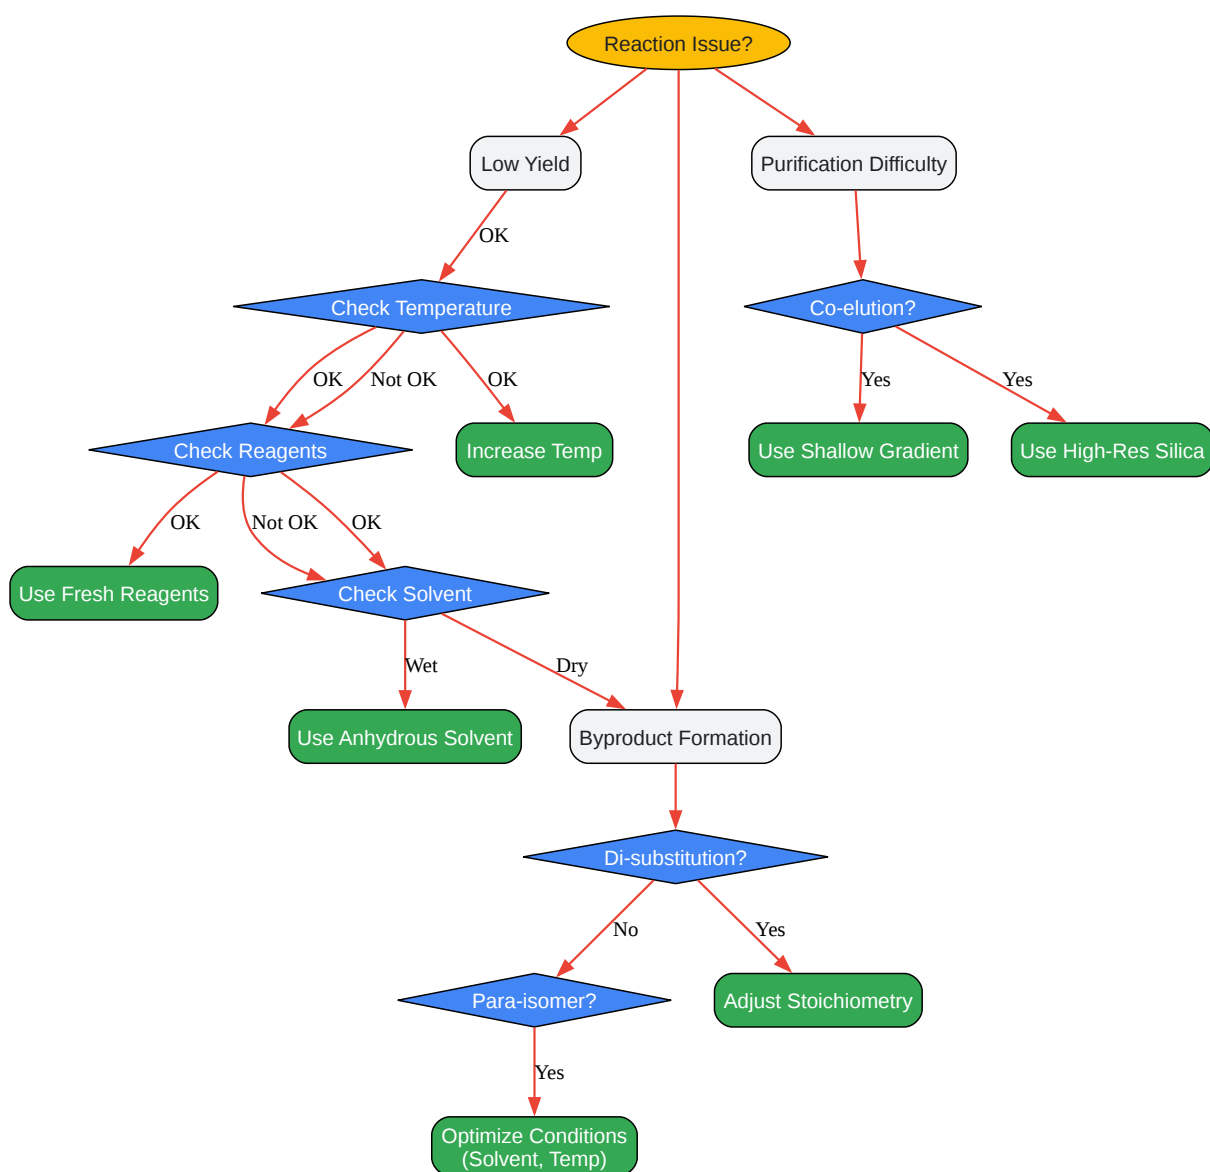 Reaction Issue?
Low Yield
Purification Difficulty
OK
Check Temperature
Co-elution?
OK
Not OK
OK
Yes
Yes
Check Reagents
Increase Temp
Use Shallow Gradient
Use High-Res Silica
OK
Not OK
OK
Use Fresh Reagents
Check Solvent
Wet
Dry
Use Anhydrous Solvent
Byproduct Formation
Di-substitution?
No
Yes
Para-isomer?
Adjust Stoichiometry
Yes
Optimize Conditions
(Solvent, Temp)